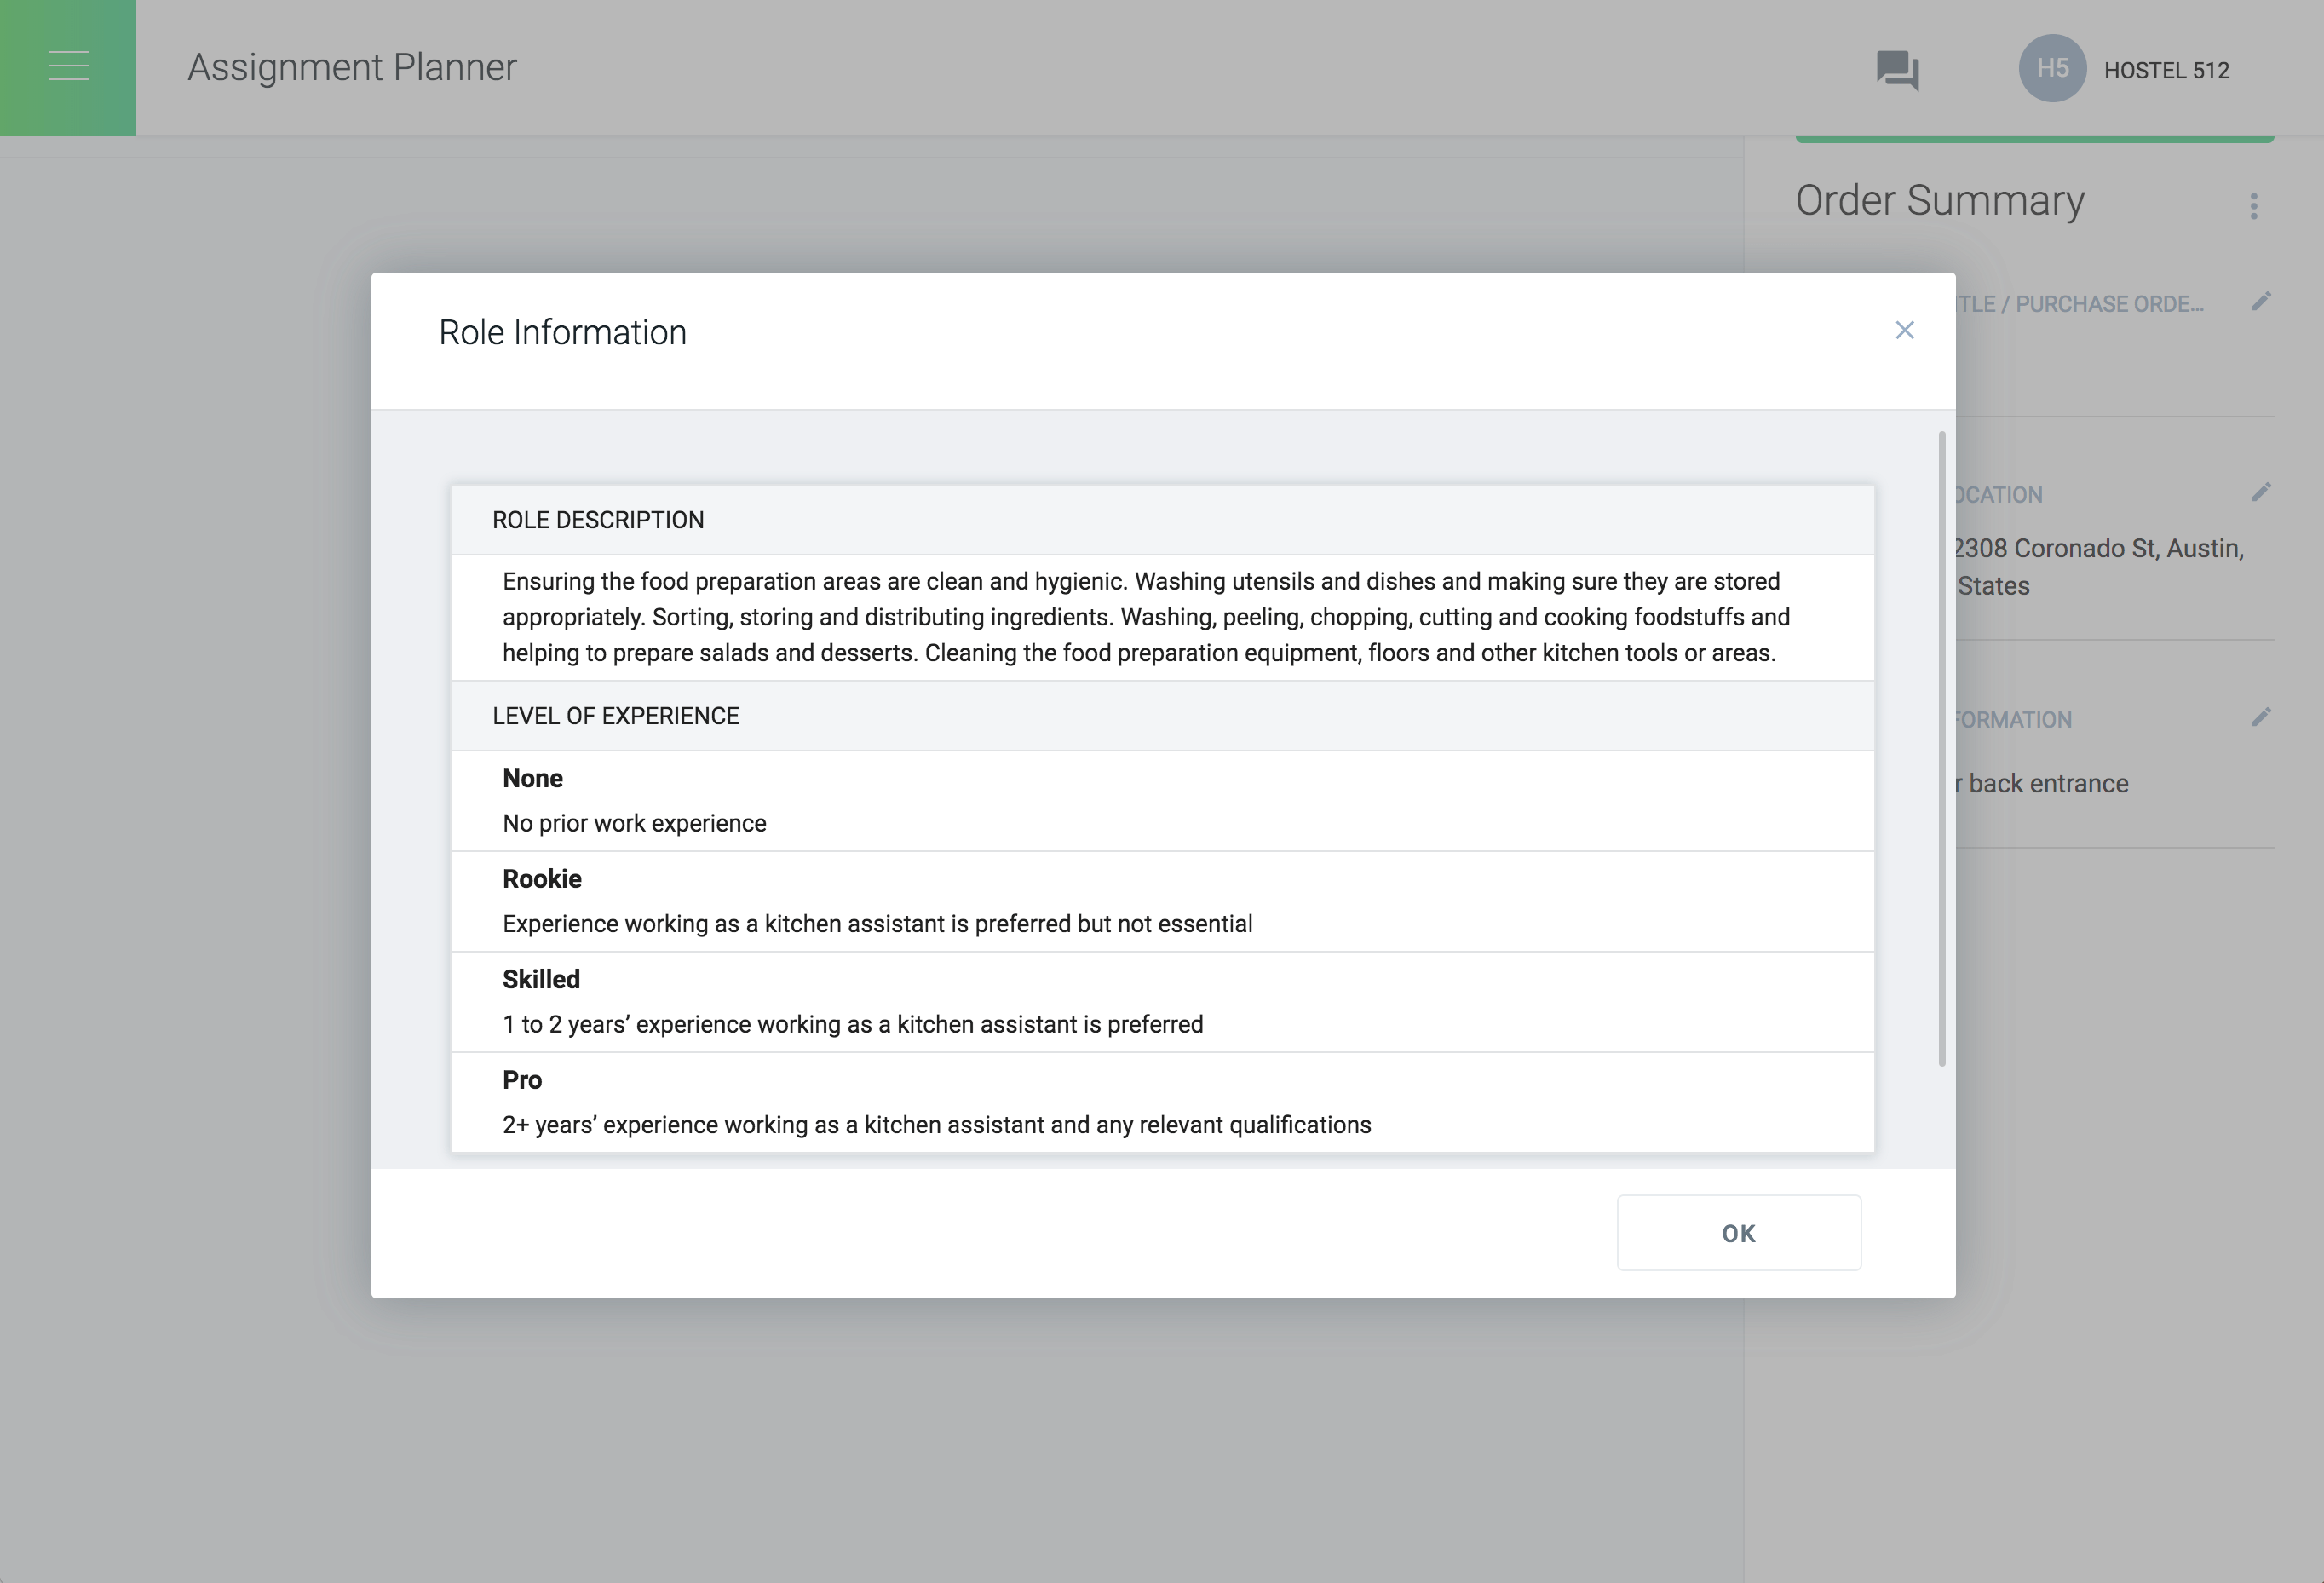 Assignment Planner
H5 HOSTEL 512
Order Summary
TLE / PURCHASE ORDE...
OCATION
2308 Coronado St, Austin,
States
FORMATION
r back entrance
Role Information
ROLE DESCRIPTION
Ensuring the food preparation areas are clean and hygienic. Washing utensils and dishes and making sure they are stored
appropriately. Sorting, storing and distributing ingredients. Washing, peeling, chopping, cutting and cooking foodstuffs and
helping to prepare salads and desserts. Cleaning the food preparation equipment, floors and other kitchen tools or areas.
LEVEL OF EXPERIENCE
None
No prior work experience
Rookie
Experience working as a kitchen assistant is preferred but not essential
Skilled
1 to 2 years’ experience working as a kitchen assistant is preferred
Pro
2+ years’ experience working as a kitchen assistant and any relevant qualifications
OK